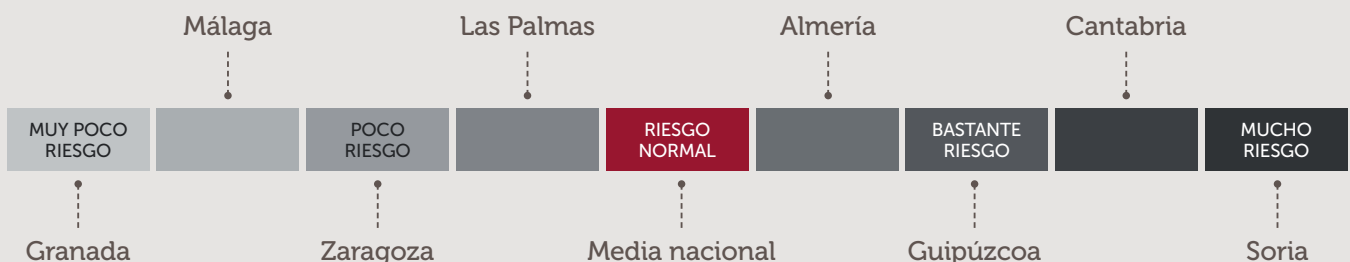 Málaga
Las Palmas
Almería
Cantabria
MUY POCO
RIESGO
POCO
RIESGO
RIESGO
NORMAL
BASTANTE
RIESGO
MUCHO
RIESGO
Granada
Zaragoza
Media nacional
Guipúzcoa
Soria